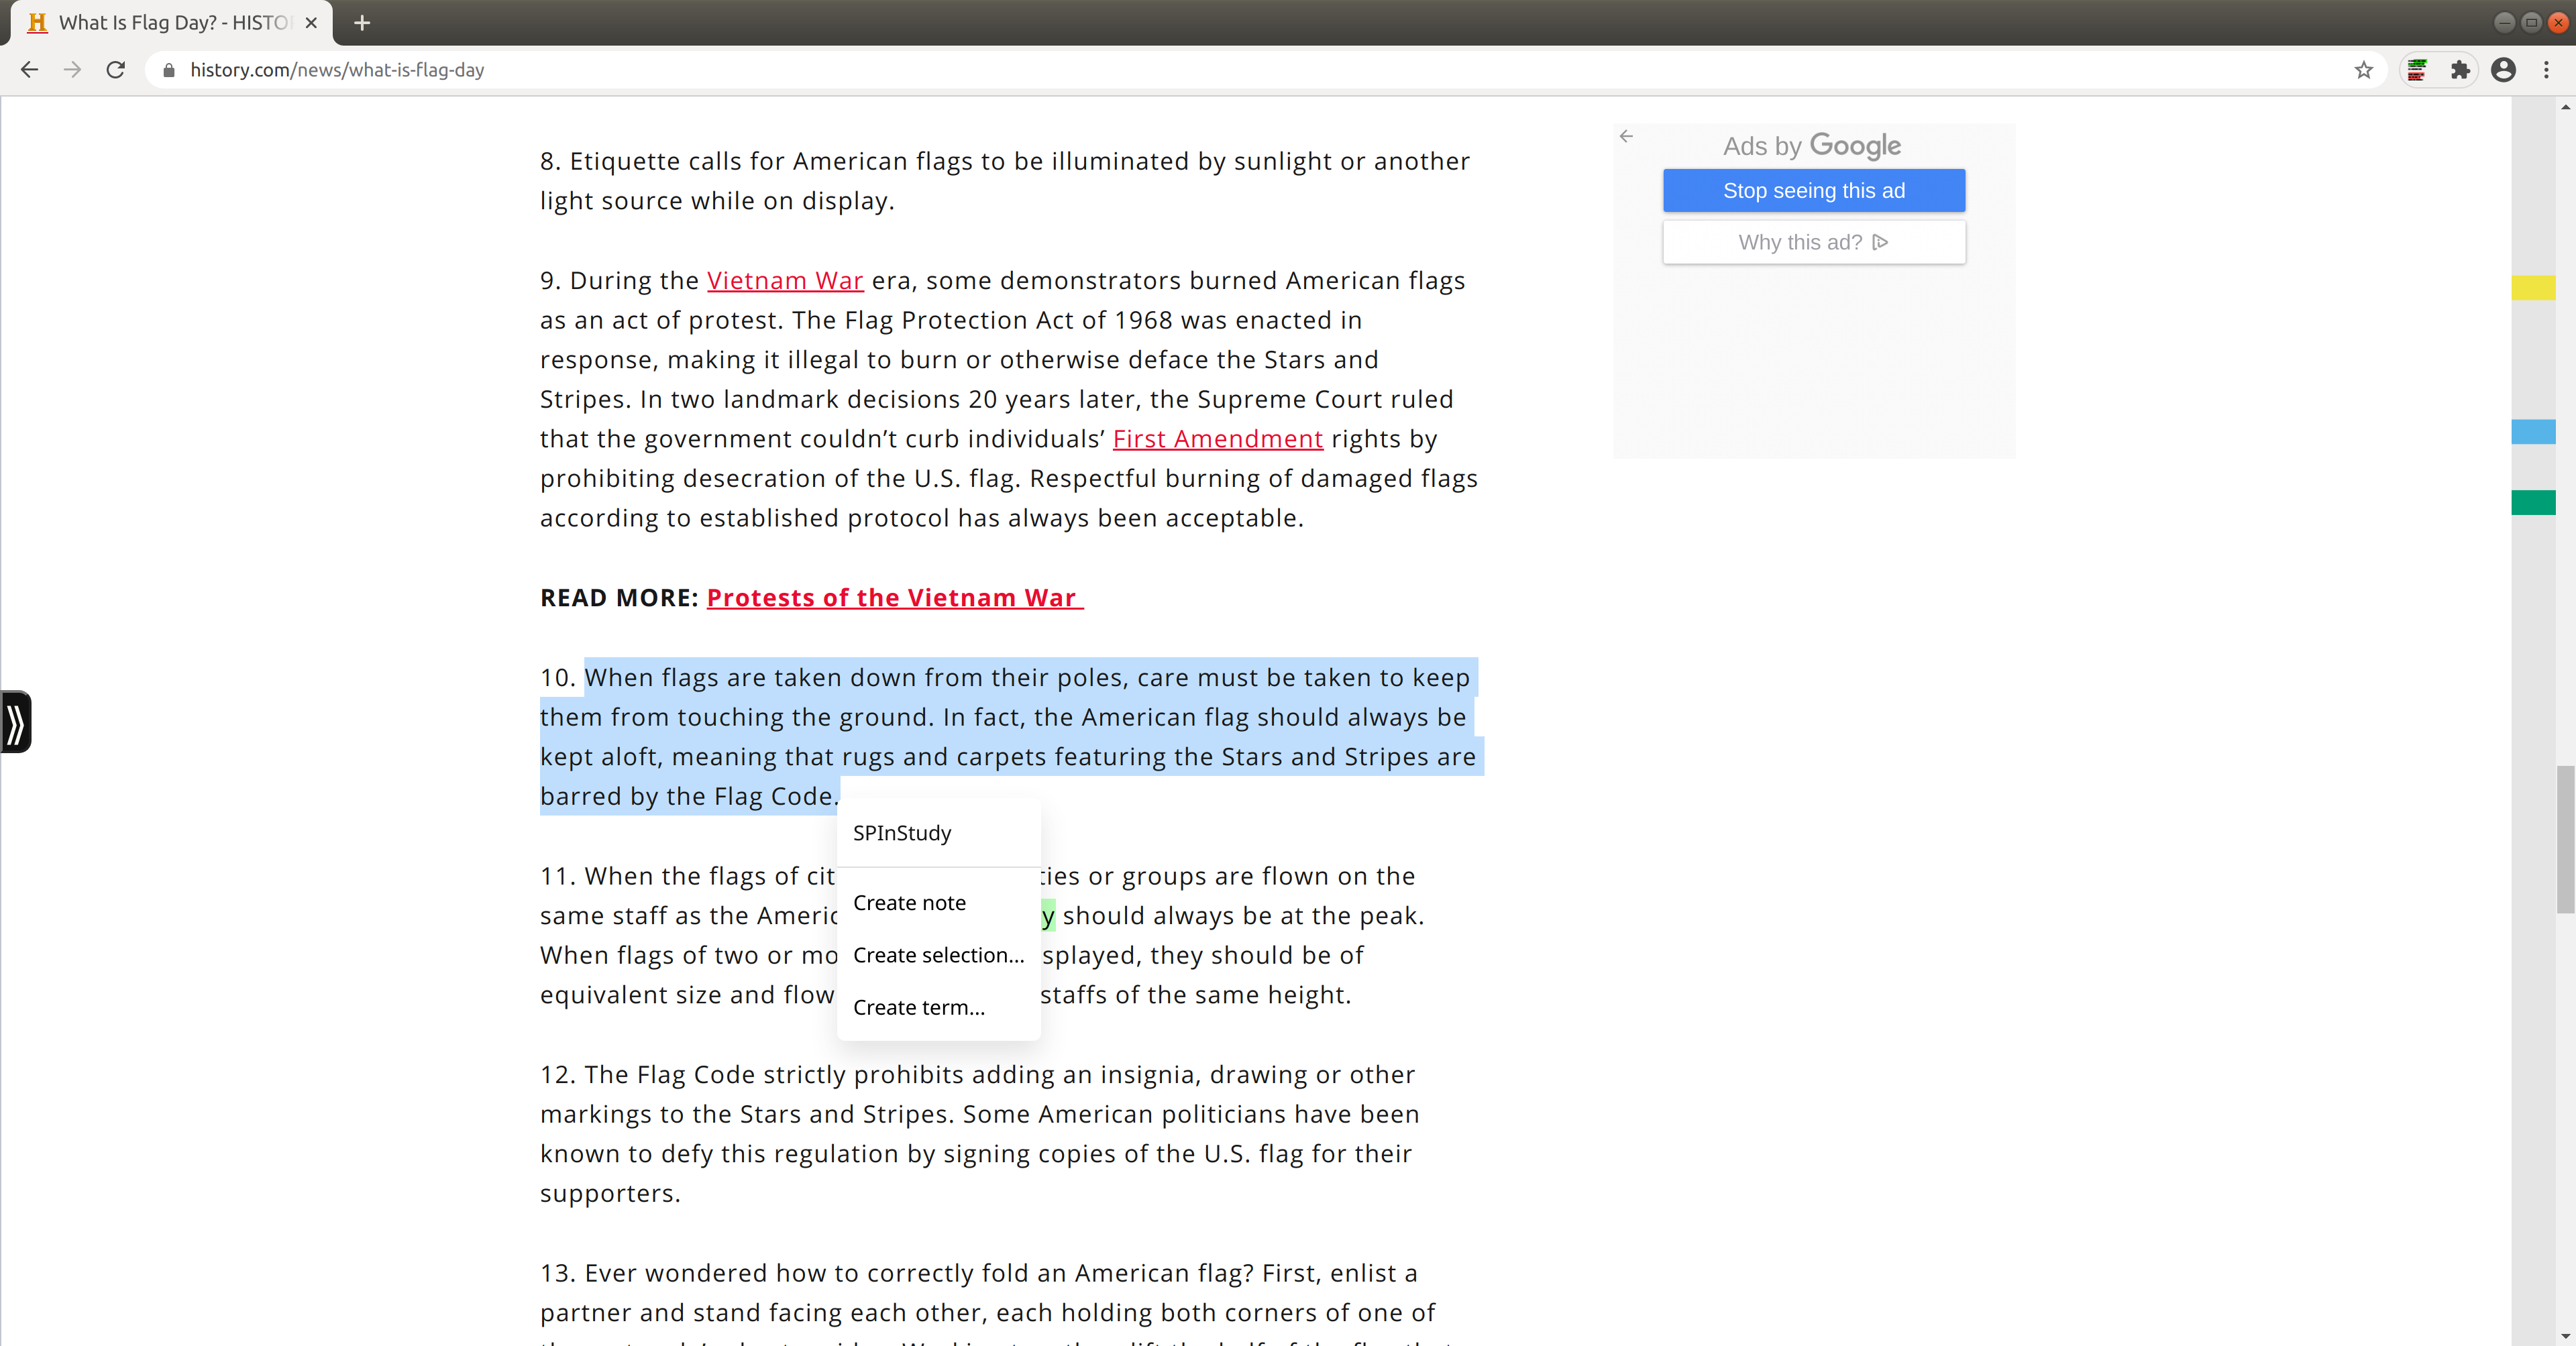 What Is Flag Day? - HISTO
history.com/news/what-is-flag-day
8. Etiquette calls for American flags to be illuminated by sunlight or another
light source while on display.
9. During the Vietnam War era, some demonstrators burned American flags
as an act of protest. The Flag Protection Act of 1968 was enacted in
response, making it illegal to burn or otherwise deface the Stars and
Stripes. In two landmark decisions 20 years later, the Supreme Court ruled
that the government couldn’t curb individuals’ First Amendment rights by
prohibiting desecration of the U.S. flag. Respectful burning of damaged flags
according to established protocol has always been acceptable.
READ MORE: Protests of the Vietnam War
10. When flags are taken down from their poles, care must be taken to keep
them from touching the ground. In fact, the American flag should always be
kept aloft, meaning that rugs and carpets featuring the Stars and Stripes are
barred by the Flag Code.
SPInStudy
Create note
Create selection...
Create term...
11. When the flags of cit ties or groups are flown on the
same staff as the Americ y should always be at the peak.
When flags of two or mo splayed, they should be of
equivalent size and flow staffs of the same height.
12. The Flag Code strictly prohibits adding an insignia, drawing or other
markings to the Stars and Stripes. Some American politicians have been
known to defy this regulation by signing copies of the U.S. flag for their
supporters.
13. Ever wondered how to correctly fold an American flag? First, enlist a
partner and stand facing each other, each holding both corners of one of
Ads by Google
Stop seeing this ad
Why this ad?